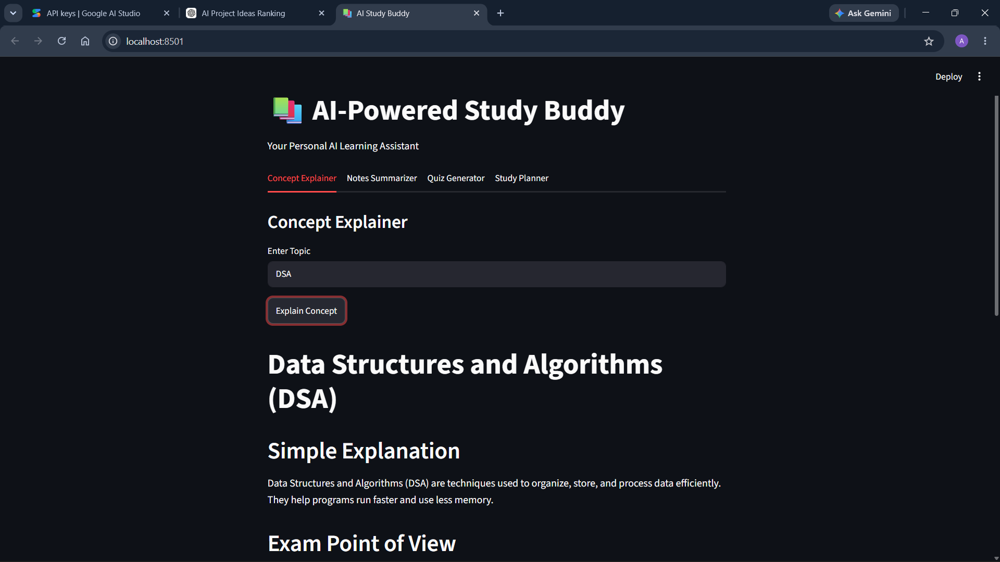 API keys | Google AI Studio
AI Project Ideas Ranking
AI Study Buddy
Ask Gemini
localhost:8501
A
Deploy
AI-Powered Study Buddy
Your Personal AI Learning Assistant
Concept Explainer
Notes Summarizer
Quiz Generator
Study Planner
Concept Explainer
Enter Topic
DSA
Explain Concept
Data Structures and Algorithms
(DSA)
Simple Explanation
Data Structures and Algorithms (DSA) are techniques used to organize, store, and process data efficiently.
They help programs run faster and use less memory.
Exam Point of View